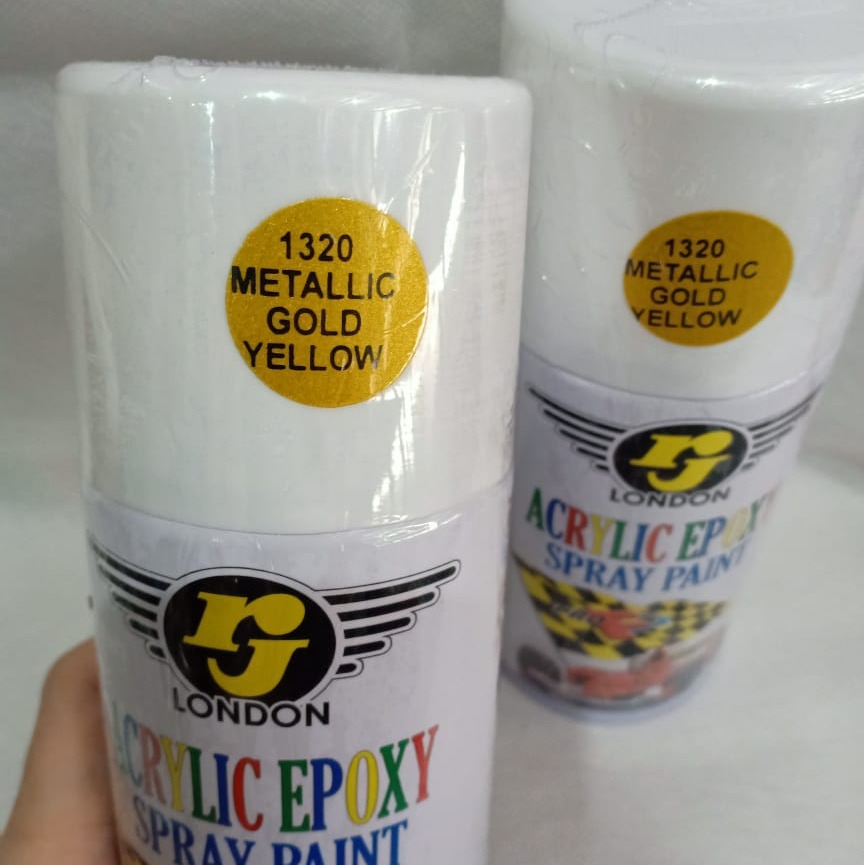 1320
METALLIC
GOLD
YELLOW
rj
LONDON
ACRYLIC EPOXY
SPRAY PAINT
1320
METALLIC
GOLD
YELLOW
rj
LONDON
ACRYLIC EPOXY
SPRAY PAINT